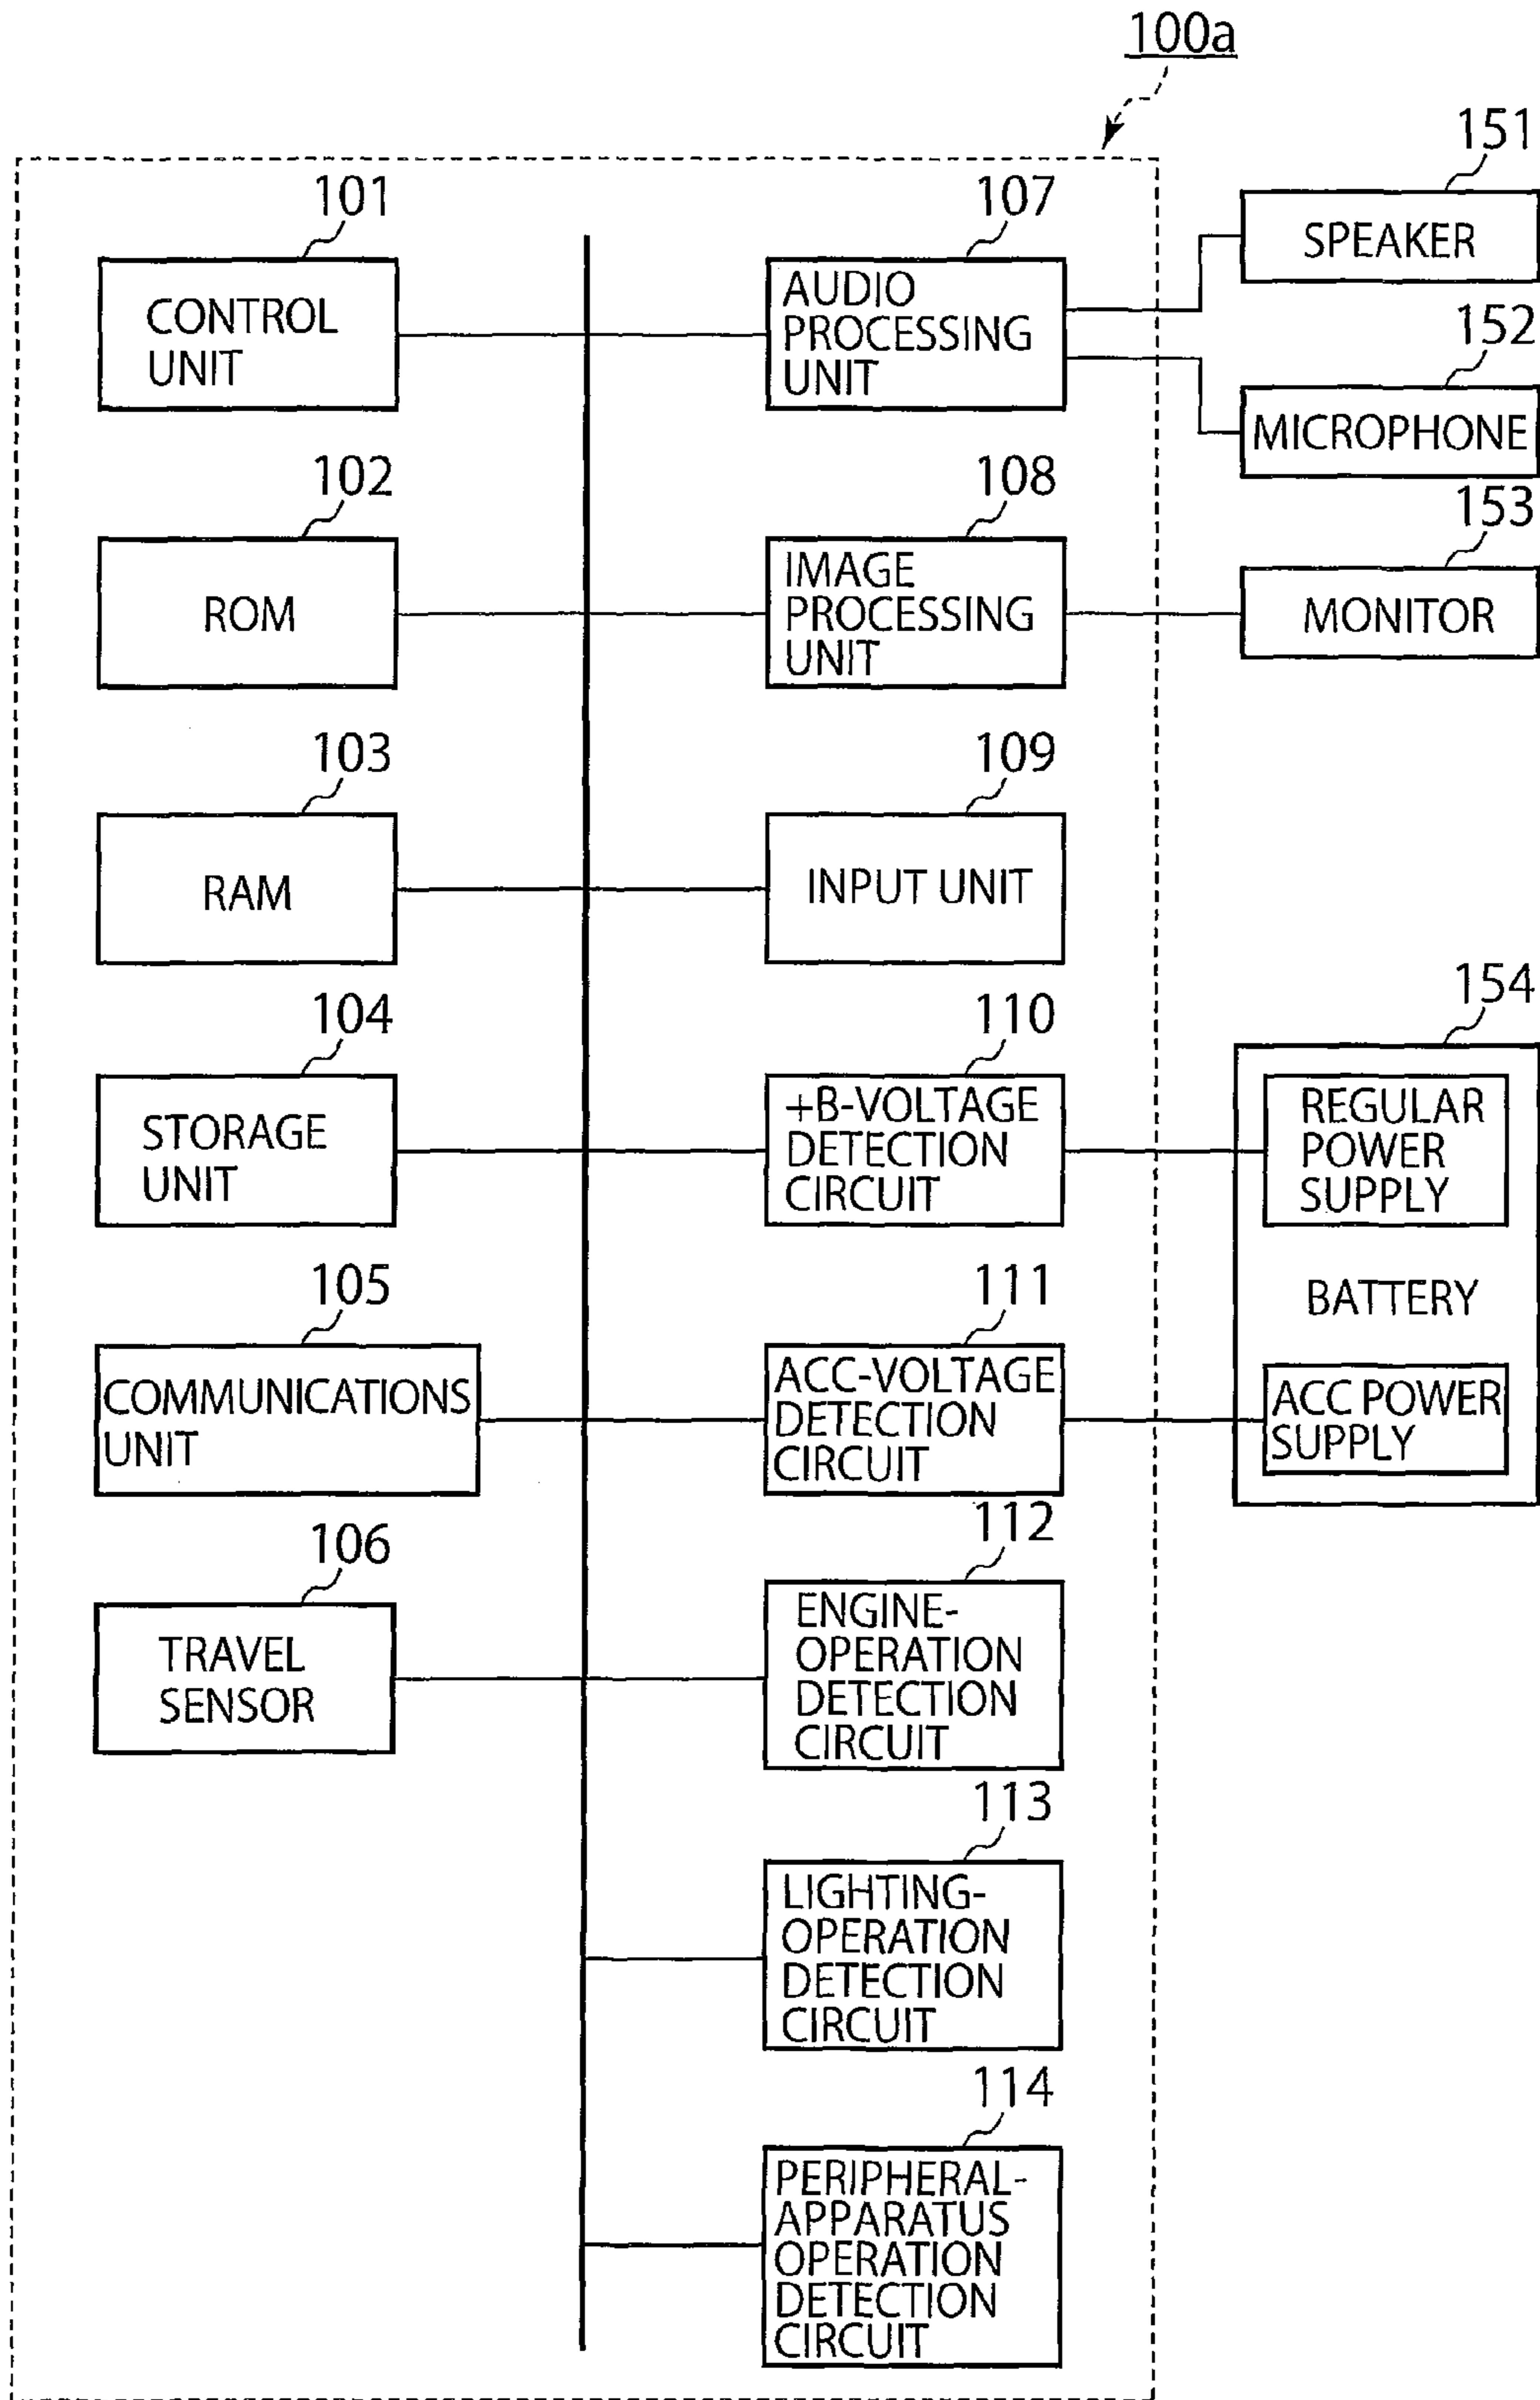 100a
151
SPEAKER
101
CONTROL
UNIT
107
AUDIO
PROCESSING
UNIT
152
MICROPHONE
102
ROM
108
IMAGE
PROCESSING
UNIT
153
MONITOR
103
RAM
109
INPUT UNIT
104
STORAGE
UNIT
110
+B-VOLTAGE
DETECTION
CIRCUIT
154
REGULAR
POWER
SUPPLY
BATTERY
ACC POWER
SUPPLY
105
COMMUNICATIONS
UNIT
111
ACC-VOLTAGE
DETECTION
CIRCUIT
106
TRAVEL
SENSOR
112
ENGINE-
OPERATION
DETECTION
CIRCUIT
113
LIGHTING-
OPERATION
DETECTION
CIRCUIT
114
PERIPHERAL-
APPARATUS
OPERATION
DETECTION
CIRCUIT